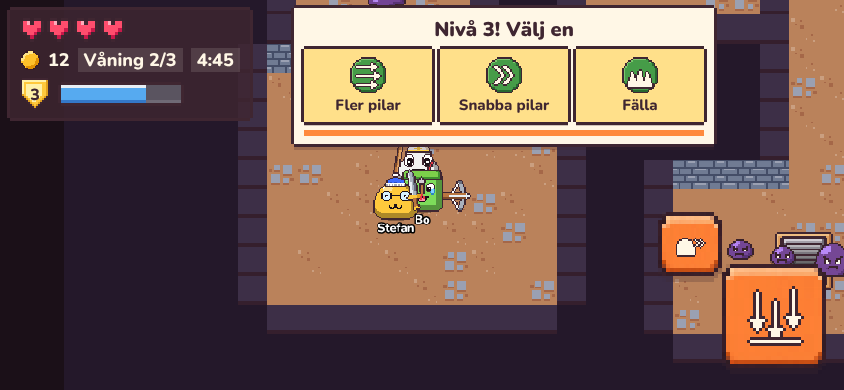 12 Våning 2/3 4:45
3
Nivå 3! Välj en
Fler pilar
Snabba pilar
Fälla
Bo
Stefan